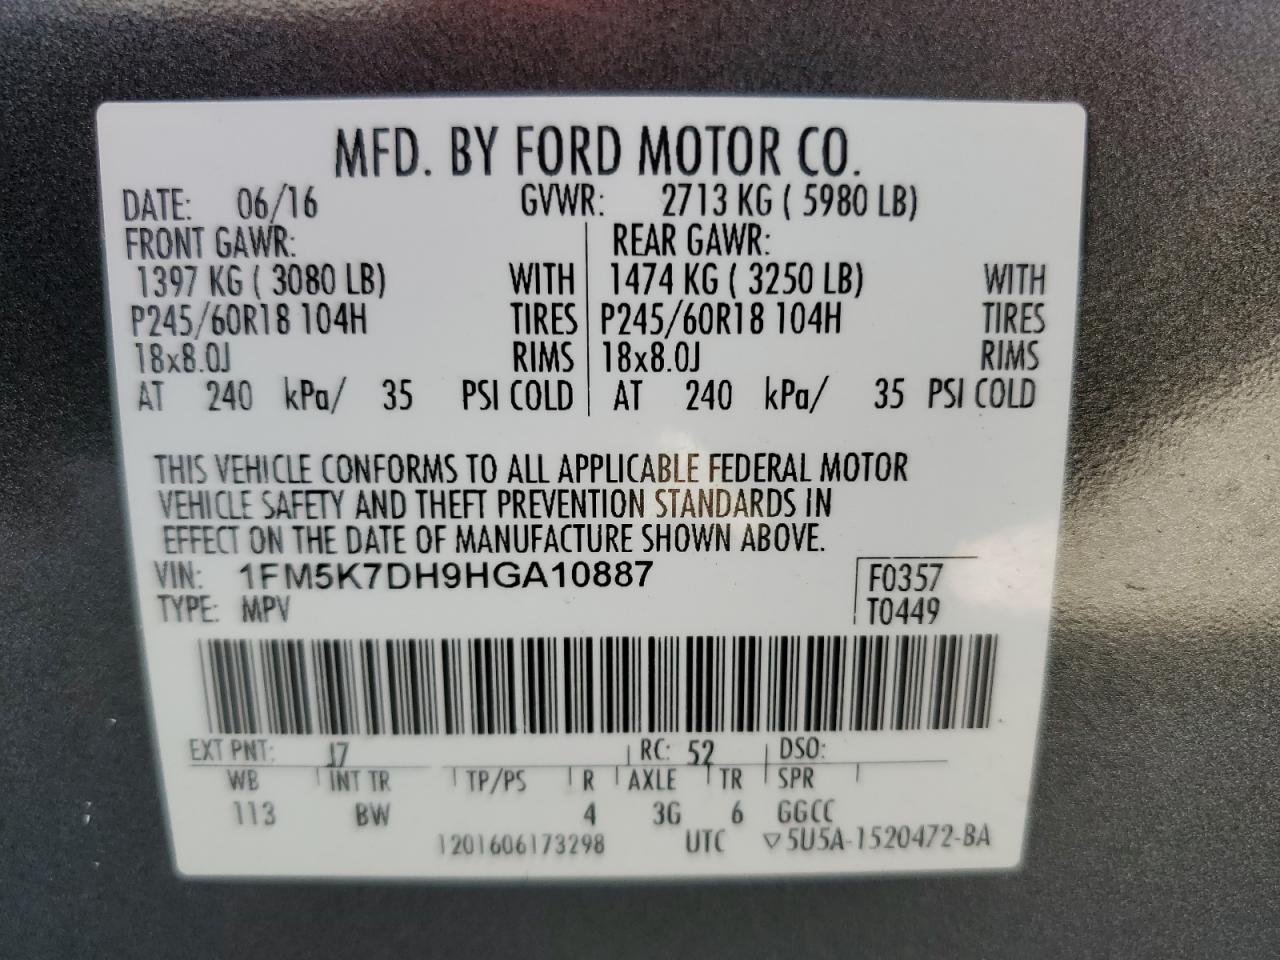 MFD. BY FORD MOTOR CO.
DATE: 06/16 GVWR: 2713 KG ( 5980 LB)
FRONT GAWR: REAR GAWR:
1397 KG ( 3080 LB) WITH 1474 KG ( 3250 LB) WITH
P245/60R18 104H TIRES P245/60R18 104H TIRES
18x8.0J RIMS 18x8.0J RIMS
AT 240 kPa/ 35 PSI COLD AT 240 kPa/ 35 PSI COLD
THIS VEHICLE CONFORMS TO ALL APPLICABLE FEDERAL MOTOR
VEHICLE SAFETY AND THEFT PREVENTION STANDARDS IN
EFFECT ON THE DATE OF MANUFACTURE SHOWN ABOVE.
VIN: 1FM5K7DH9HGA10887 F0357
TYPE: MPV T0449
EXT PNT: J7 RC: 52 DSO:
WB INT TR TP/PS R AXLE TR SPR
113 BW 4 3G 6 GGCC
1201606173298 UTC ▽5U5A-1520472-BA